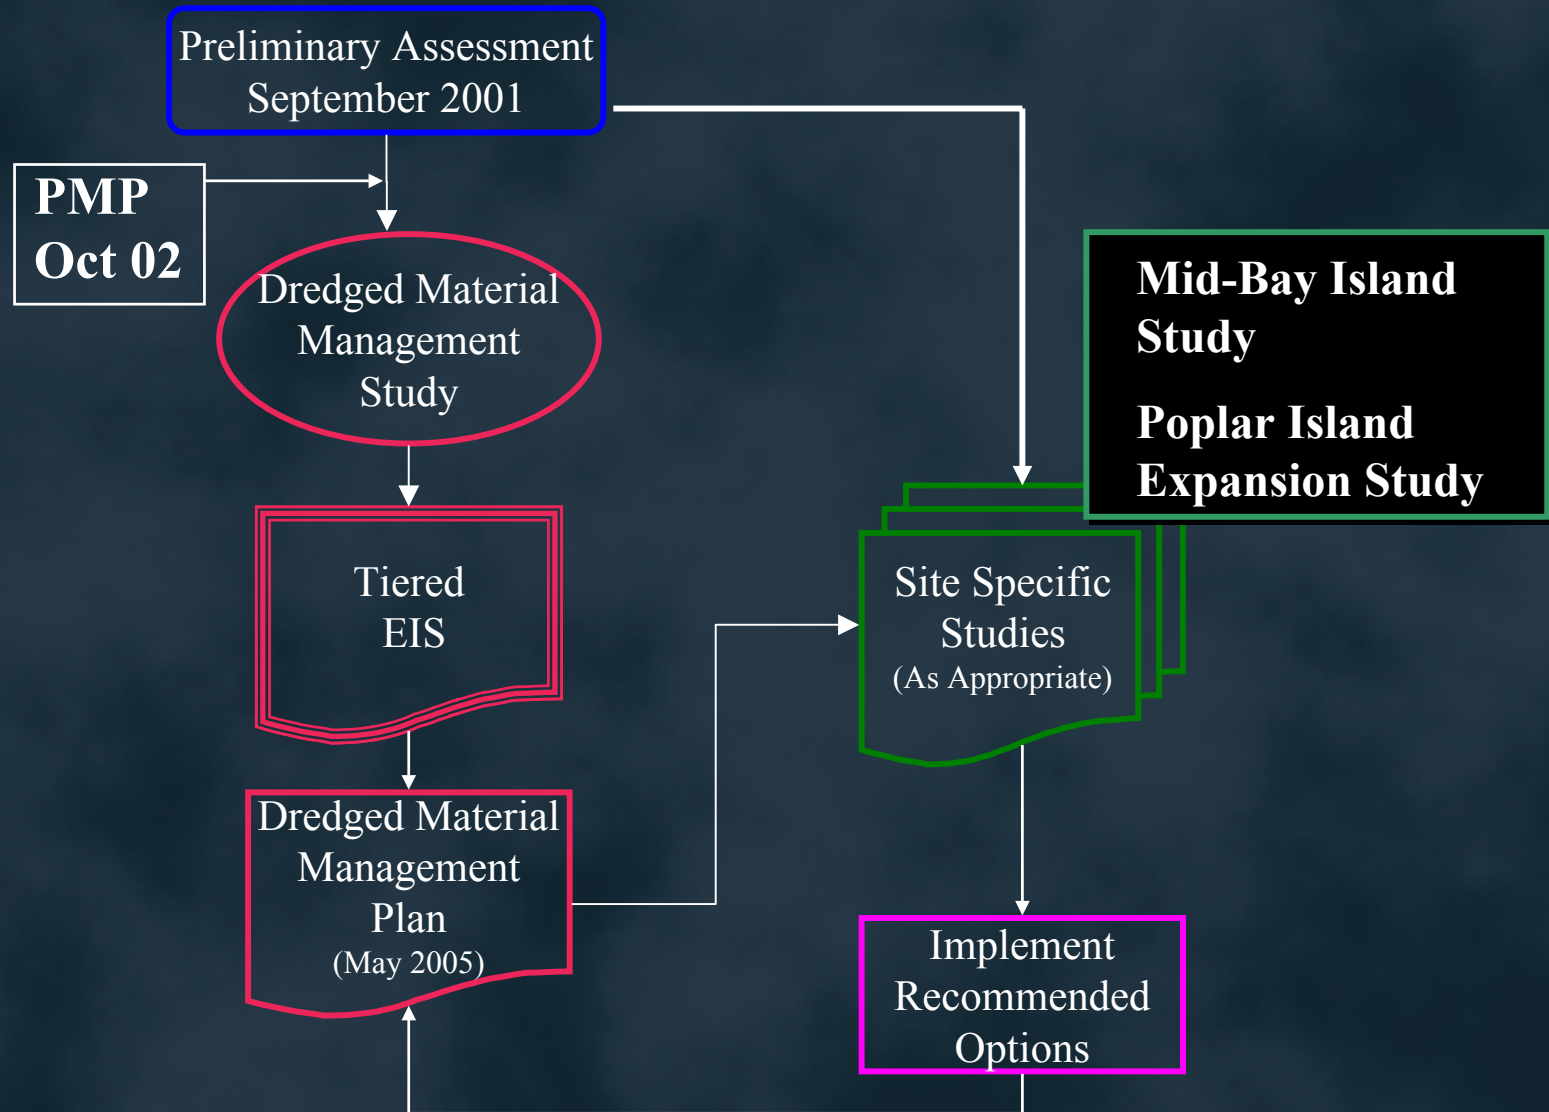 Preliminary Assessment
September 2001
PMP
Oct 02
Dredged Material
Management
Study
Mid-Bay Island
Study
Poplar Island
Expansion Study
Tiered
EIS
Site Specific
Studies
(As Appropriate)
Dredged Material
Management
Plan
(May 2005)
Implement
Recommended
Options